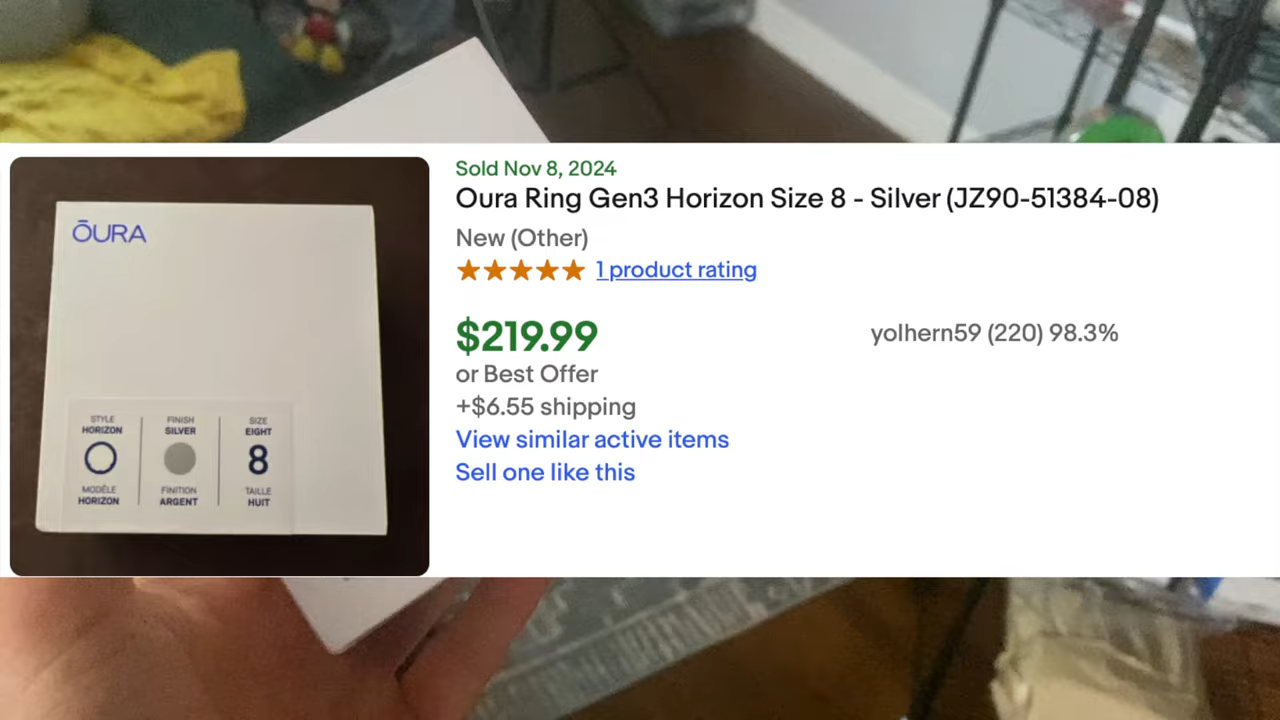 ŌURA
STYLE
HORIZON
MODÈLE
HORIZON
FINISH
SILVER
FINITION
ARGENT
SIZE
EIGHT
8
TAILLE
HUIT
Sold Nov 8, 2024
Oura Ring Gen3 Horizon Size 8 - Silver (JZ90-51384-08)
New (Other)
1 product rating
$219.99
or Best Offer
+$6.55 shipping
View similar active items
Sell one like this
yolhern59 (220) 98.3%